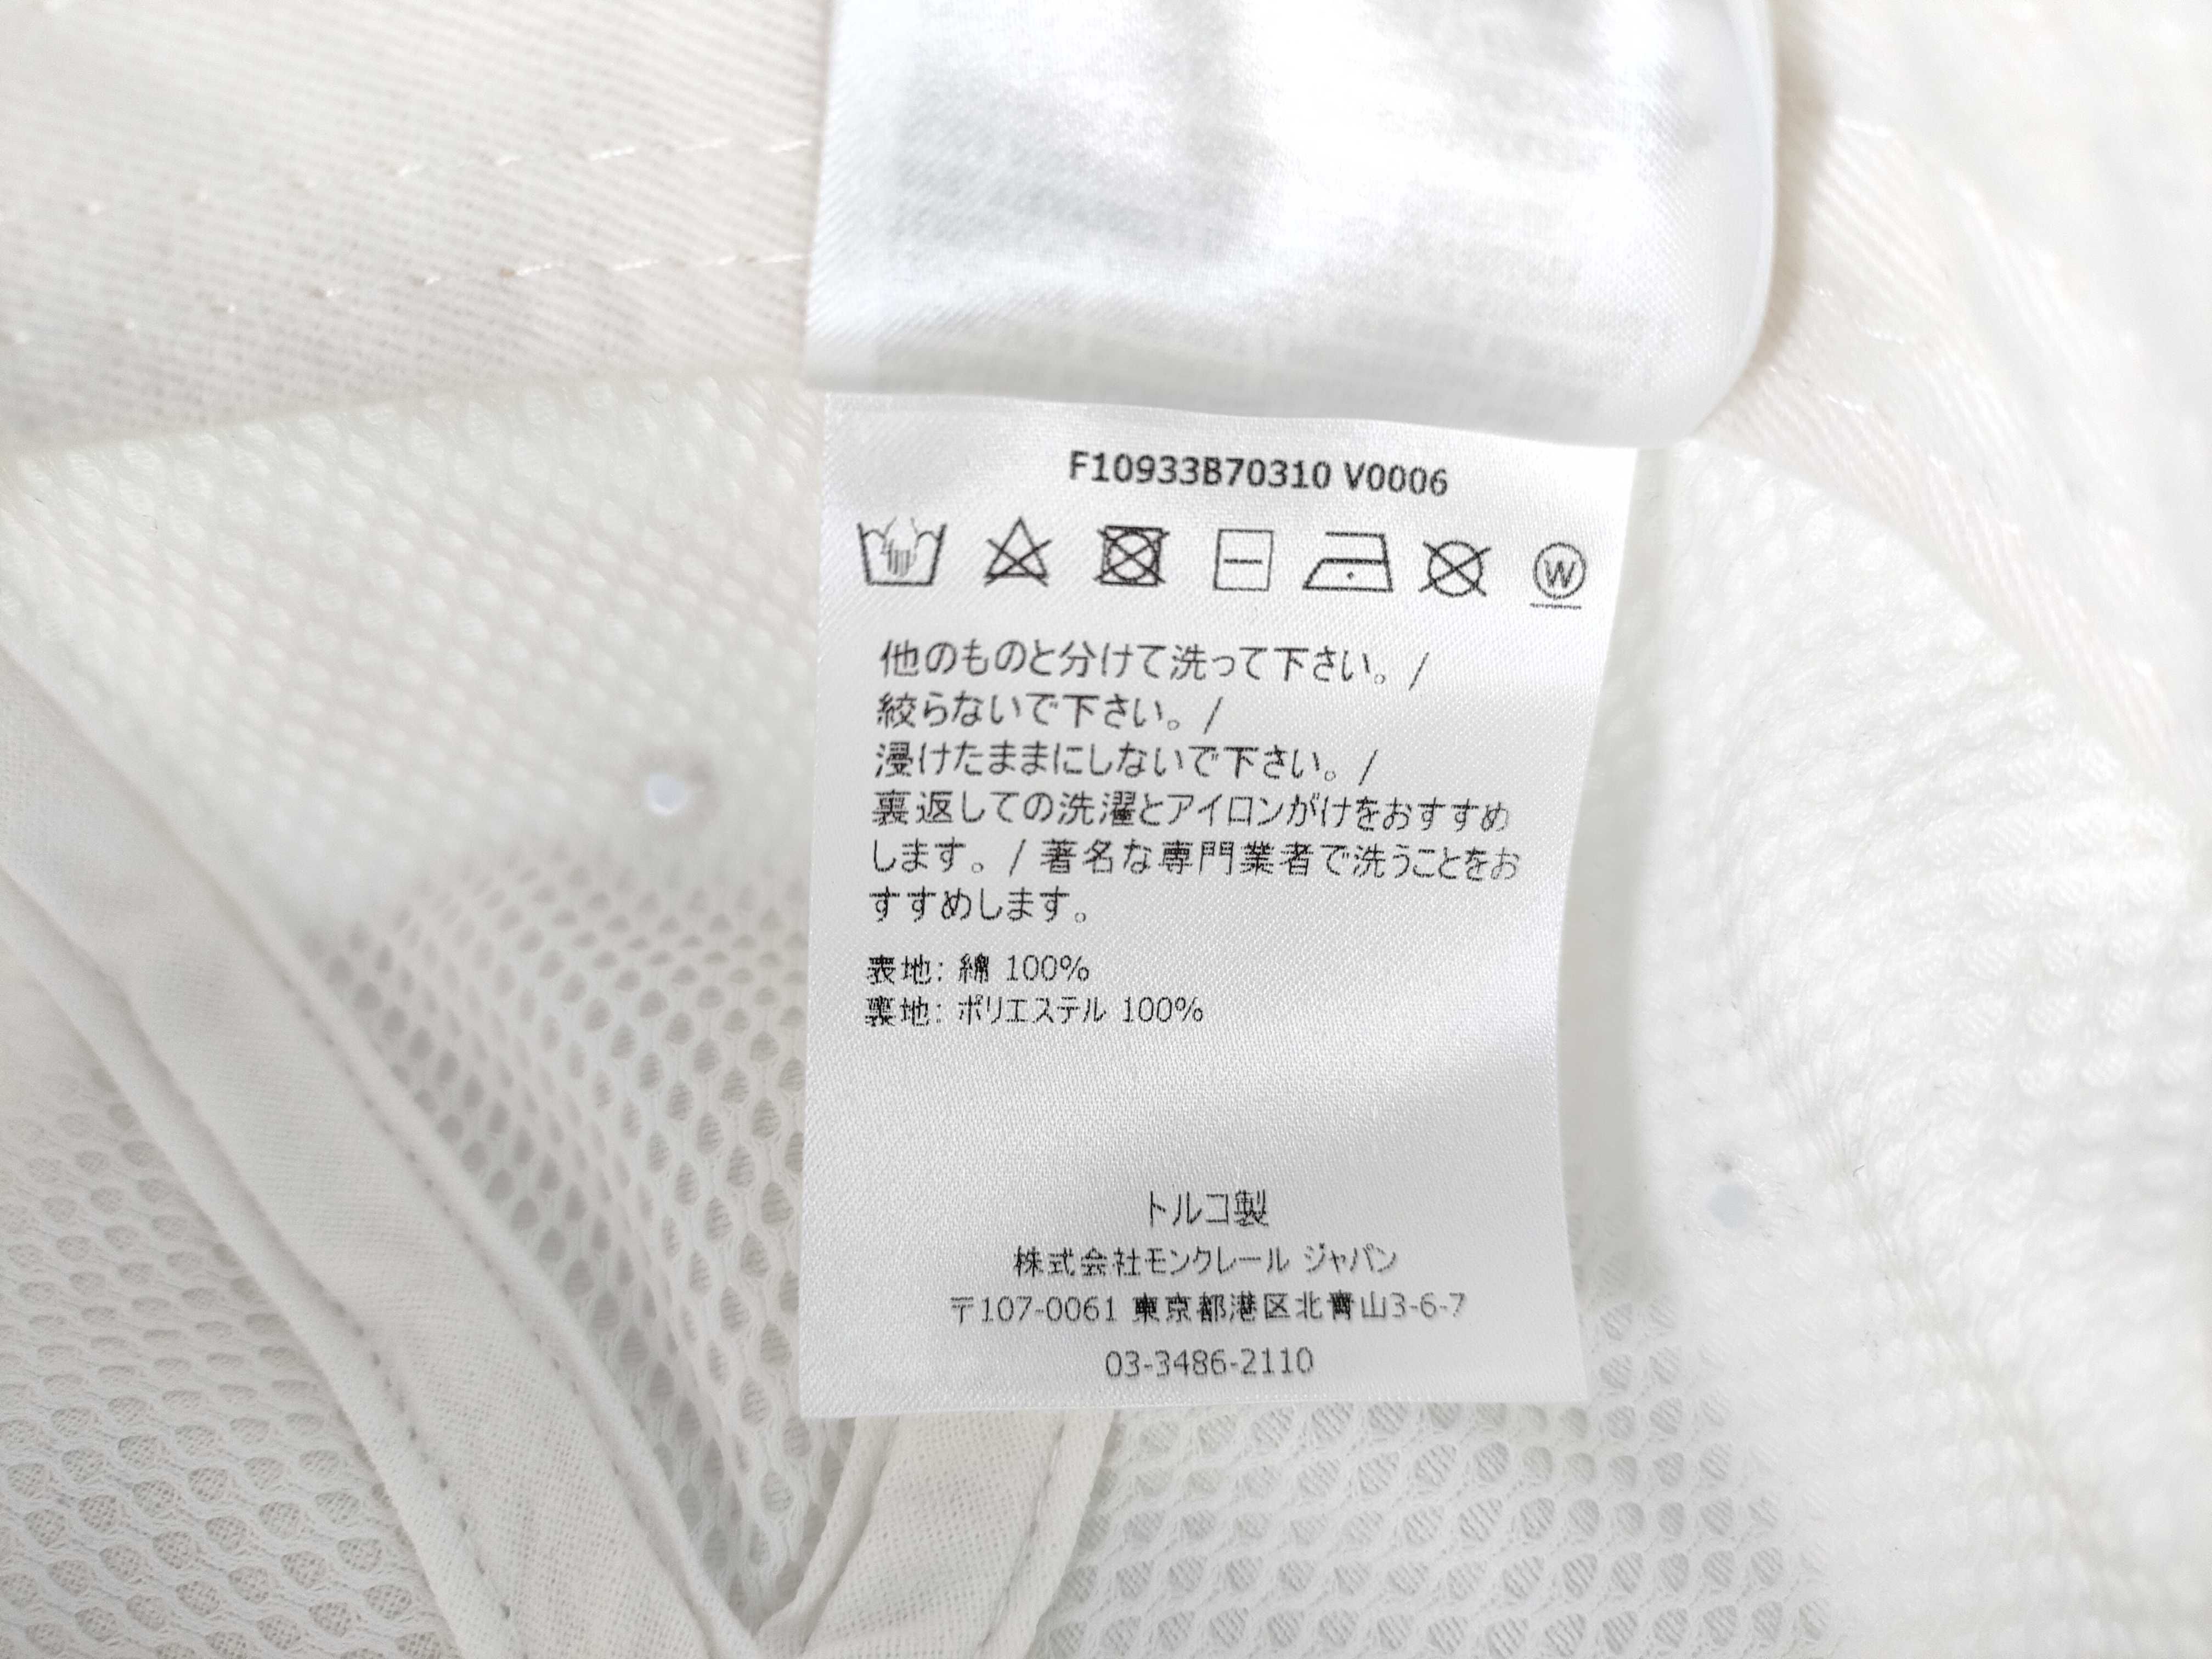 F10933B70310 V0006
W
他のものと分けて洗って下さい。/
絞らないで下さい。/
浸けたままにしないで下さい。/
裏返しての洗濯とアイロンがけをおすすめ
します。/ 著名な専門業者で洗うことをお
すすめします。
表地: 綿 100%
裏地: ポリエステル 100%
トルコ製
株式会社モンクレール ジャパン
〒107-0061 東京都港区北青山3-6-7
03-3486-2110